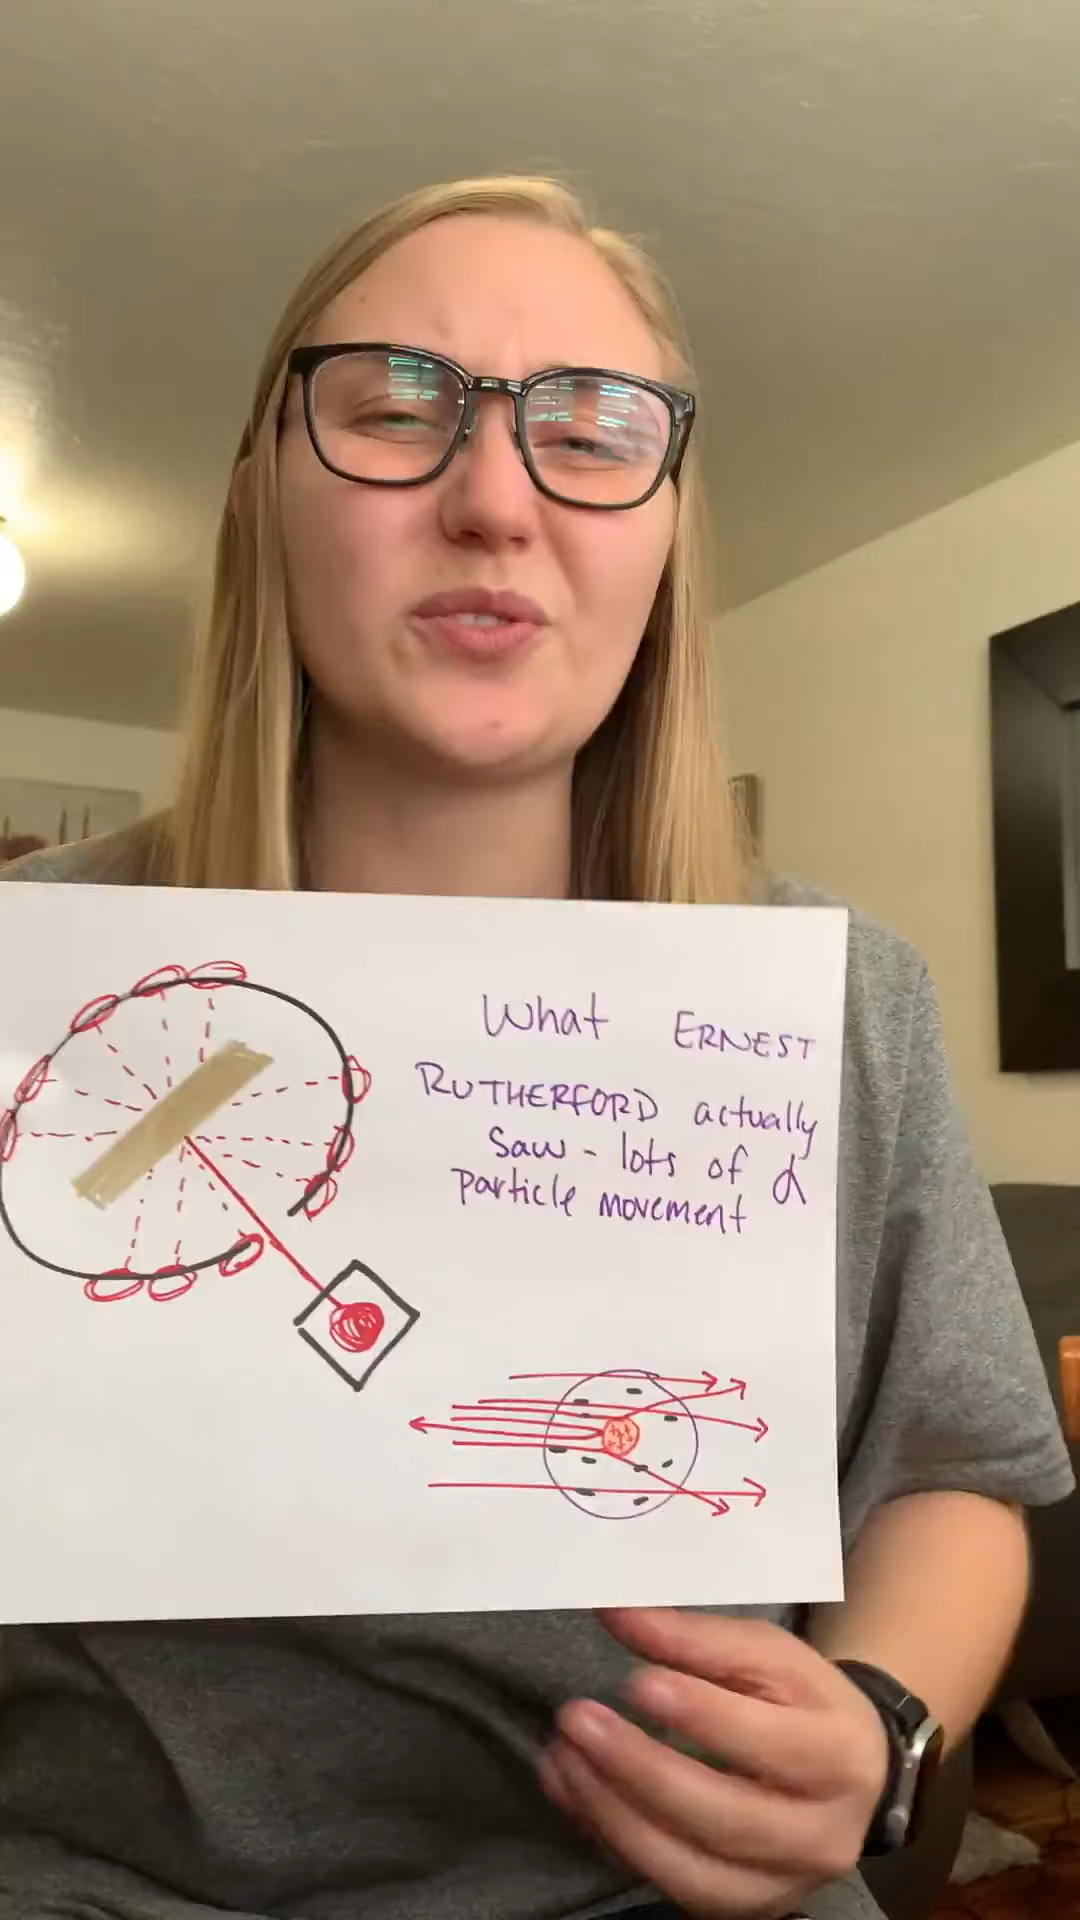 What ERNEST
RUTHERFORD actually
saw - lots of α
particle movement